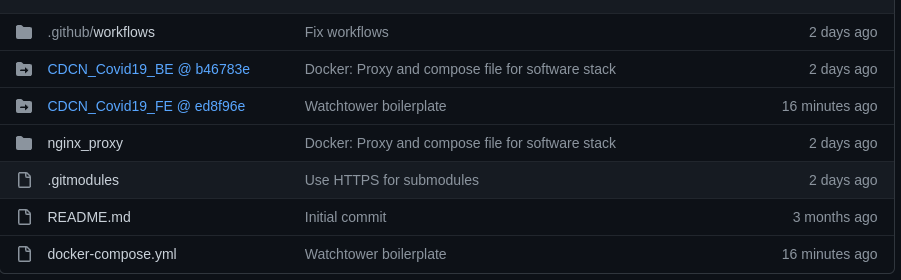 .github/workflows Fix workflows 2 days ago
CDCN_Covid19_BE @ b46783e Docker: Proxy and compose file for software stack 2 days ago
CDCN_Covid19_FE @ ed8f96e Watchtower boilerplate 16 minutes ago
nginx_proxy Docker: Proxy and compose file for software stack 2 days ago
.gitmodules Use HTTPS for submodules 2 days ago
README.md Initial commit 3 months ago
docker-compose.yml Watchtower boilerplate 16 minutes ago